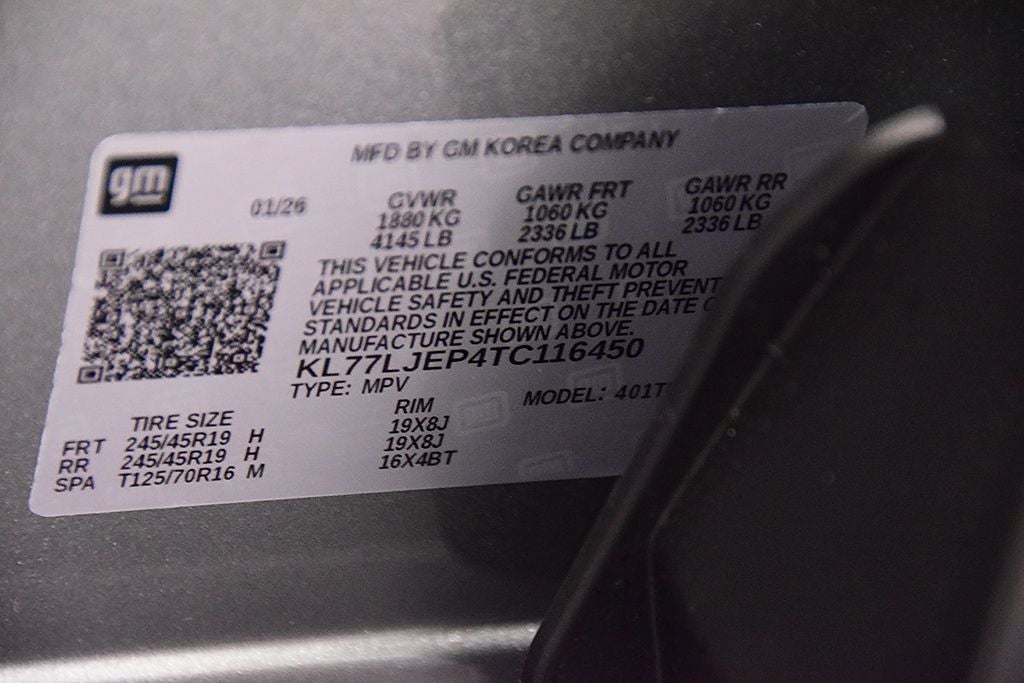 MFD BY GM KOREA COMPANY
gm
01/26
GVWR GAWR FRT GAWR RR
1880 KG 1060 KG 1060 KG
4145 LB 2336 LB 2336 LB
THIS VEHICLE CONFORMS TO ALL
APPLICABLE U.S. FEDERAL MOTOR
VEHICLE SAFETY AND THEFT PREVENT
STANDARDS IN EFFECT ON THE DATE
MANUFACTURE SHOWN ABOVE.
KL77LJEP4TC116450
TYPE: MPV MODEL: 401T
TIRE SIZE RIM
FRT 245/45R19 H 19X8J
RR 245/45R19 H 19X8J
SPA T125/70R16 M 16X4BT